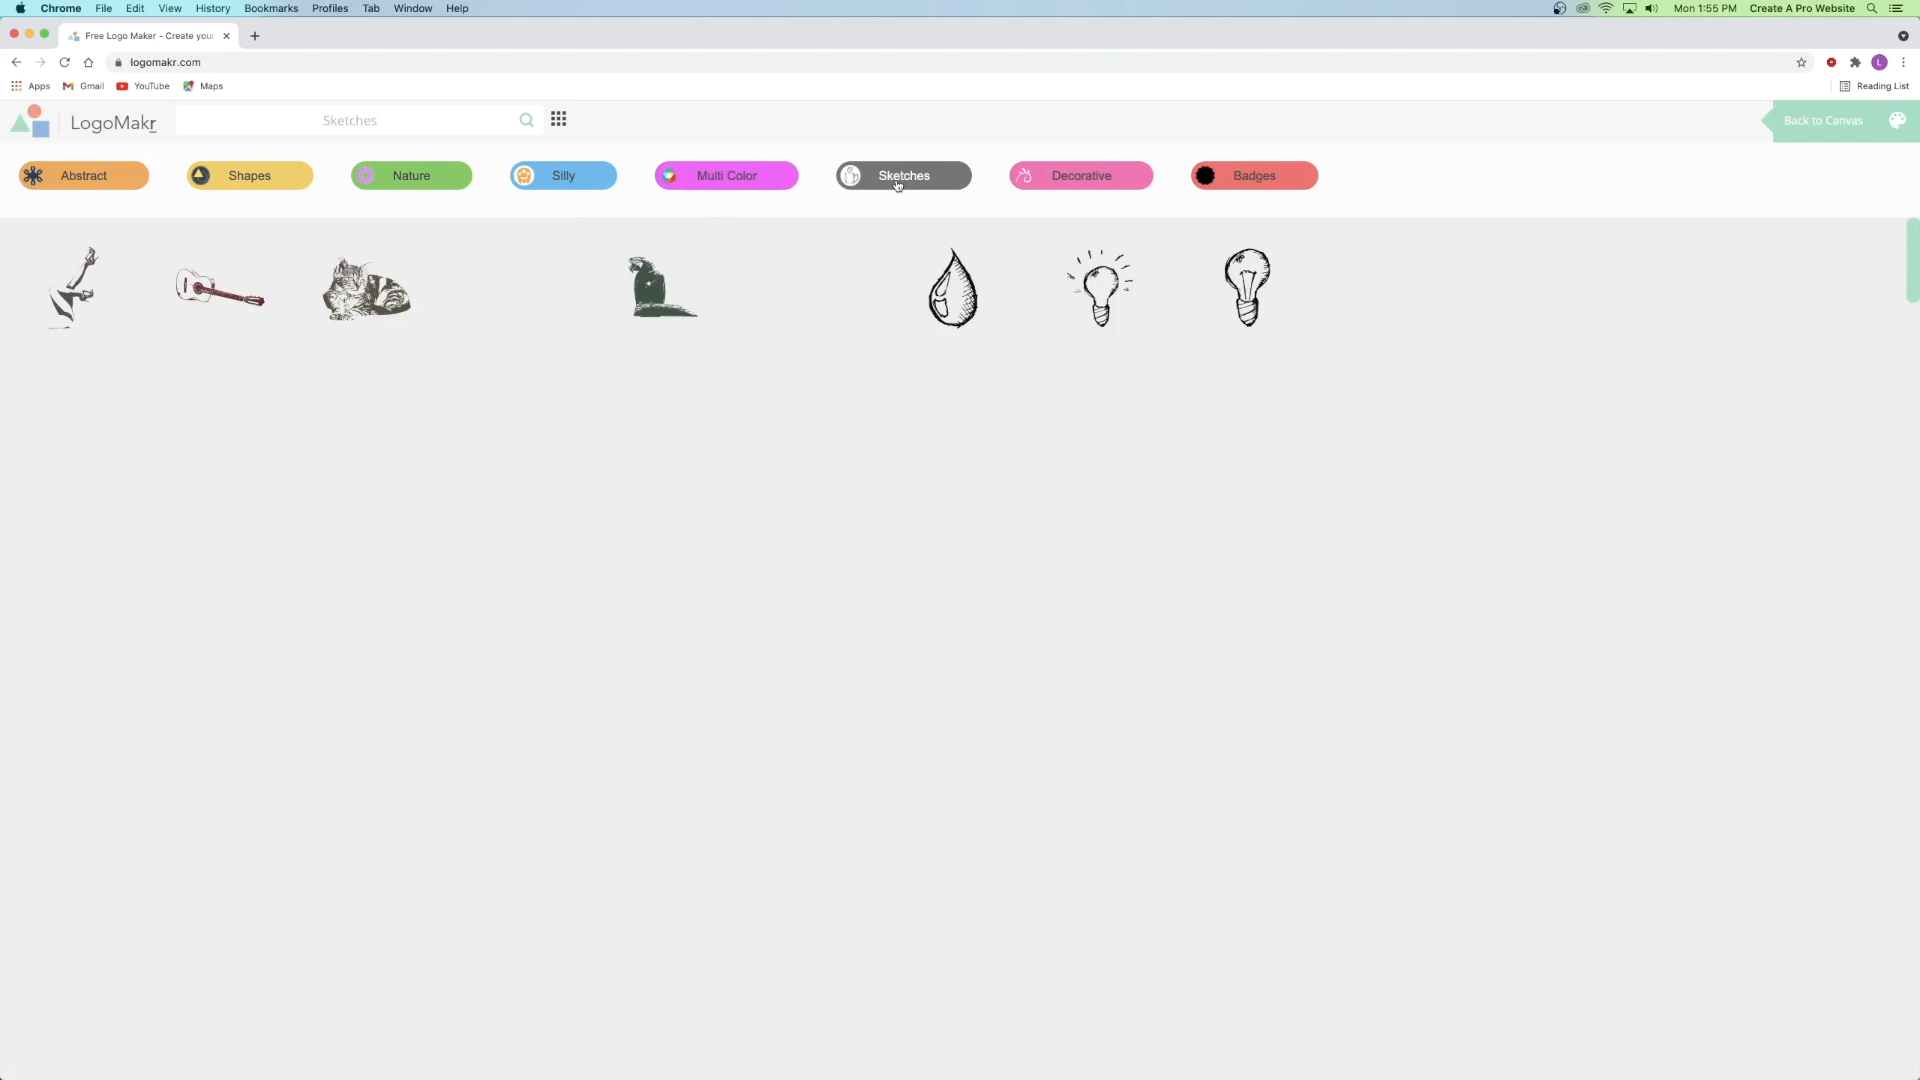 Chrome File Edit View History Bookmarks Profiles Tab Window Help Mon 1:55 PM Create A Pro Website
Free Logo Maker - Create your
logomakr.com
Apps Gmail YouTube Maps Reading List
LogoMakr Sketches Back to Canvas
Abstract Shapes Nature Silly Multi Color Sketches Decorative Badges